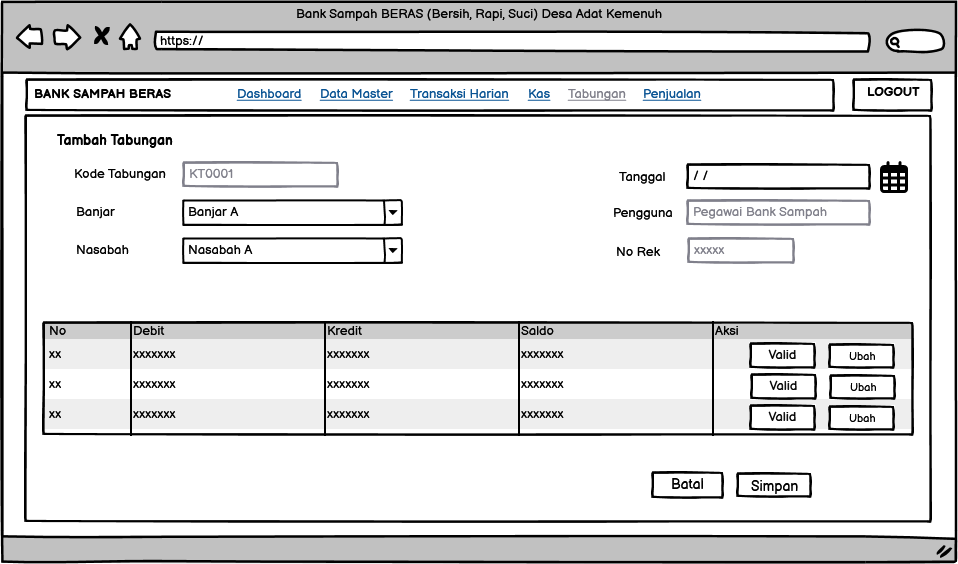 Bank Sampah BERAS (Bersih, Rapi, Suci) Desa Adat Kemenuh
https://
BANK SAMPAH BERAS Dashboard Data Master Transaksi Harian Kas Tabungan Penjualan LOGOUT
Tambah Tabungan
Kode Tabungan KT0001 Tanggal / /
Banjar Banjar A Pengguna Pegawai Bank Sampah
Nasabah Nasabah A No Rek xxxxx
No Debit Kredit Saldo Aksi
xx xxxxxxx xxxxxxx xxxxxxx Valid Ubah
xx xxxxxxx xxxxxxx xxxxxxx Valid Ubah
xx xxxxxxx xxxxxxx xxxxxxx Valid Ubah
Batal Simpan